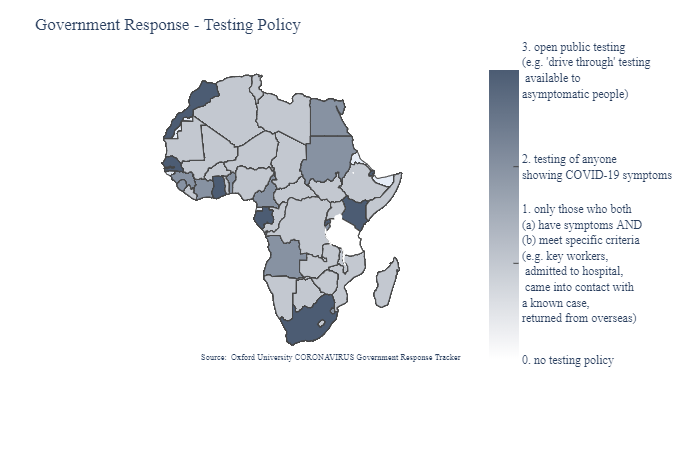 Government Response - Testing Policy
3. open public testing
(e.g. 'drive through' testing
available to
asymptomatic people)
2. testing of anyone
showing COVID-19 symptoms
1. only those who both
(a) have symptoms AND
(b) meet specific criteria
(e.g. key workers,
admitted to hospital,
came into contact with
a known case,
returned from overseas)
0. no testing policy
Source: Oxford University CORONAVIRUS Government Response Tracker